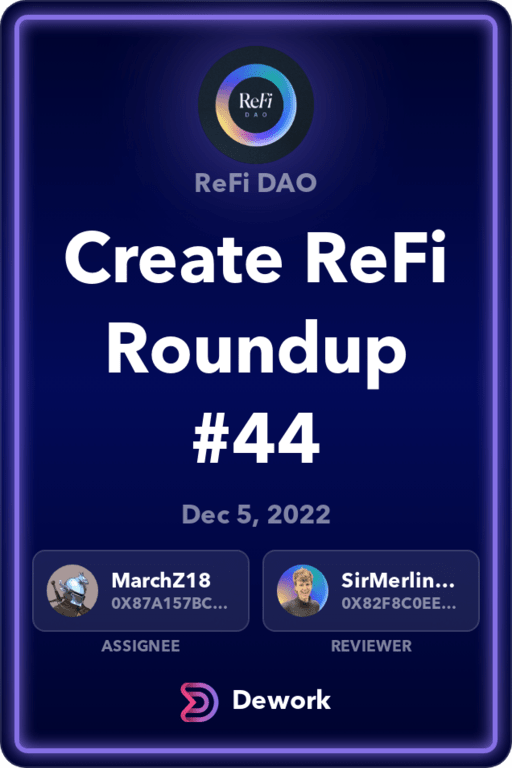 ReFi
DAO
ReFi DAO
Create ReFi
Roundup
#44
Dec 5, 2022
MarchZ18
0X87A157BC...
ASSIGNEE
SirMerlin...
0X82F8C0EE...
REVIEWER
Dework